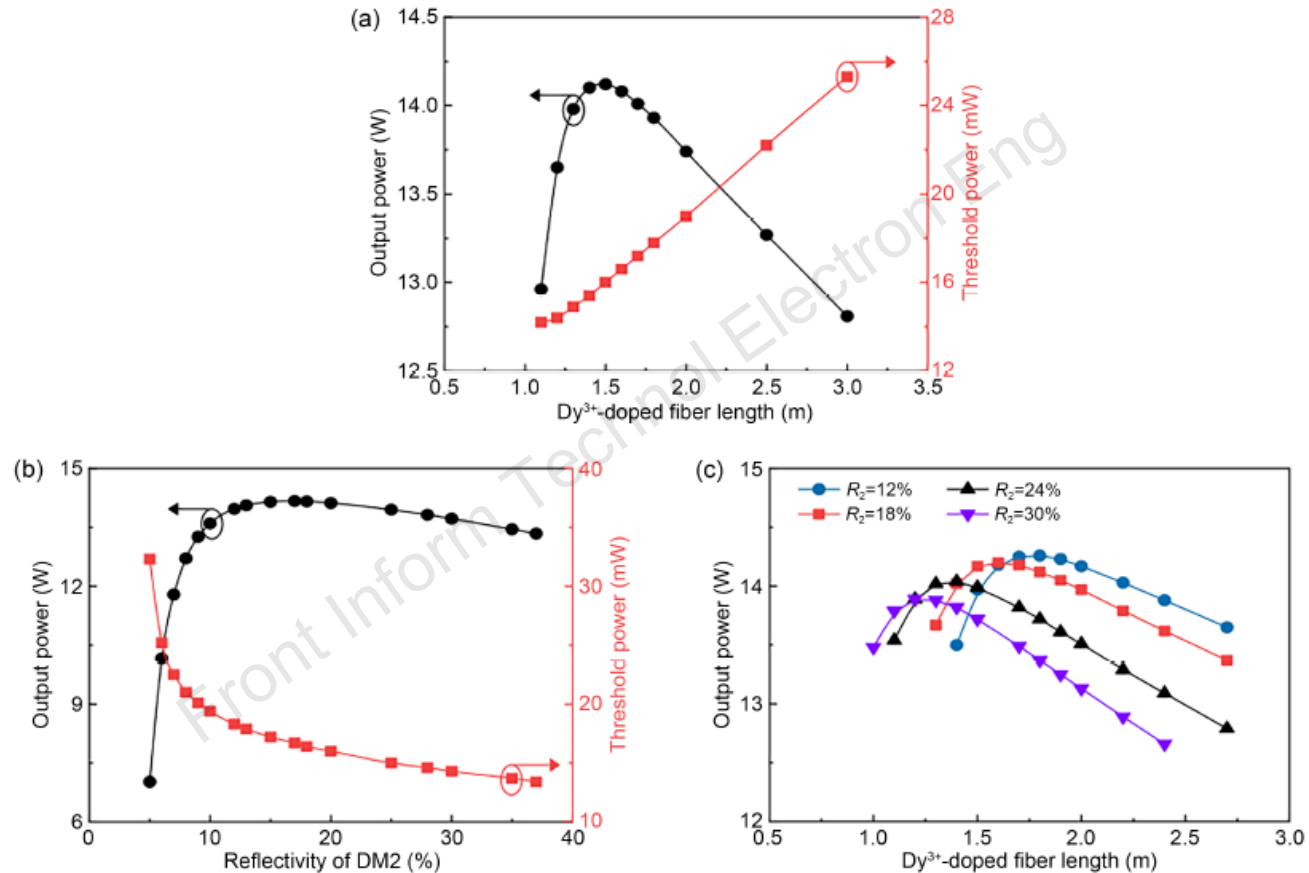 (a)
14.5
14.0
13.5
13.0
12.5
Output power (W)
28
24
20
16
12
Threshold power (mW)
0.5 1.0 1.5 2.0 2.5 3.0 3.5
Dy³⁺-doped fiber length (m)
(b)
15
12
9
6
Output power (W)
40
30
20
10
Threshold power (mW)
0 10 20 30 40
Reflectivity of DM2 (%)
(c)
15
14
13
12
Output power (W)
R₂=12% R₂=24%
R₂=18% R₂=30%
0.5 1.0 1.5 2.0 2.5 3.0
Dy³⁺-doped fiber length (m)
Front Inform Technol Electron Eng